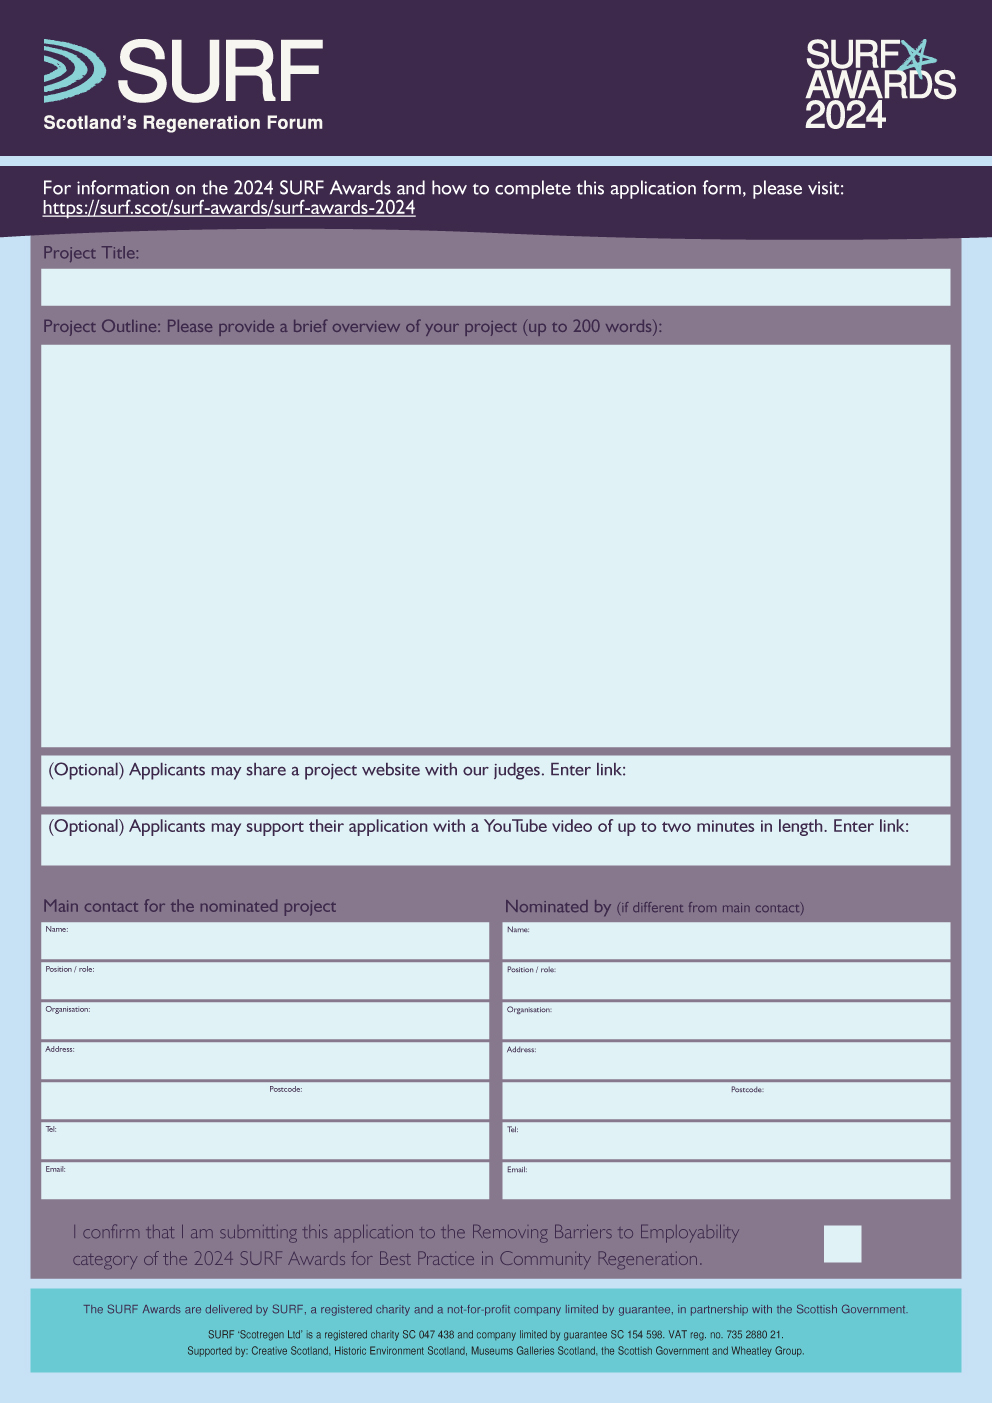 SURF
Scotland's Regeneration Forum
SURF
AWARDS
2024
For information on the 2024 SURF Awards and how to complete this application form, please visit:
https://surf.scot/surf-awards/surf-awards-2024
Project Title:
Project Outline: Please provide a brief overview of your project (up to 200 words):
(Optional) Applicants may share a project website with our judges. Enter link:
(Optional) Applicants may support their application with a YouTube video of up to two minutes in length. Enter link:
Main contact for the nominated project
Name:
Position / role:
Organisation:
Address:
Postcode:
Tel:
Email:
Nominated by (if different from main contact)
Name:
Position / role:
Organisation:
Address:
Postcode:
Tel:
Email:
I confirm that I am submitting this application to the Removing Barriers to Employability
category of the 2024 SURF Awards for Best Practice in Community Regeneration.
The SURF Awards are delivered by SURF, a registered charity and a not-for-profit company limited by guarantee, in partnership with the Scottish Government.
SURF ‘Scotregen Ltd’ is a registered charity SC 047 438 and company limited by guarantee SC 154 598. VAT reg. no. 735 2880 21.
Supported by: Creative Scotland, Historic Environment Scotland, Museums Galleries Scotland, the Scottish Government and Wheatley Group.